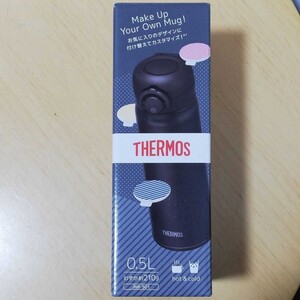 Make Up
Your Own Mug!
お気に入りのデザインに
付け替えてカスタマイズ!
THERMOS
THERMOS
0.5L
210g
hot & cold